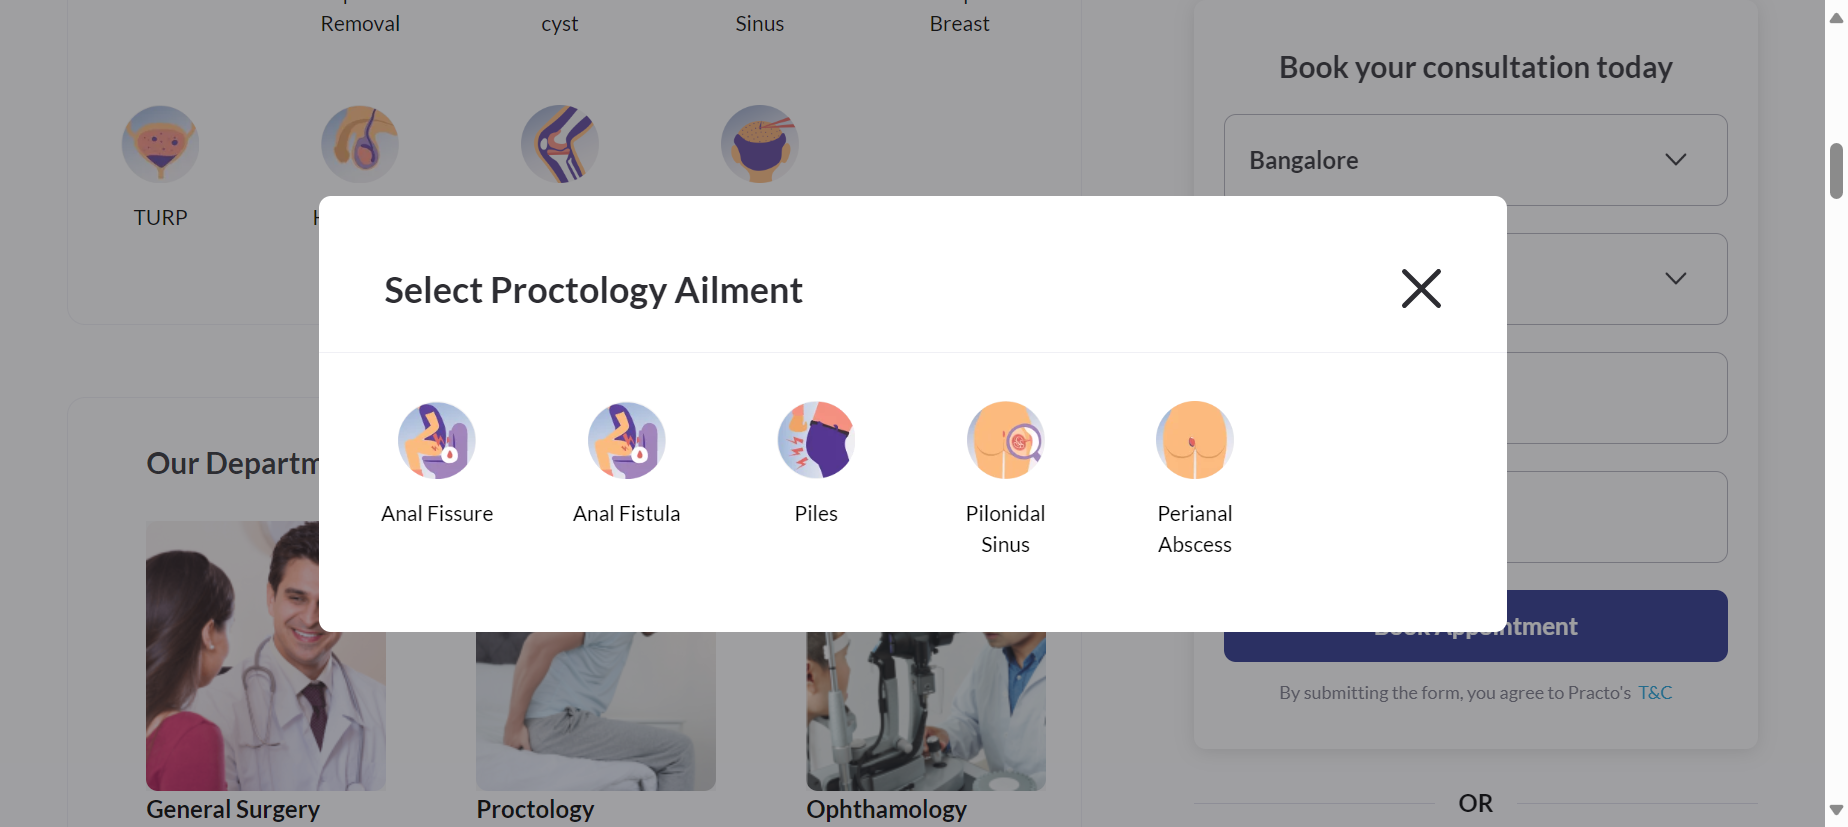 Removal
cyst
Sinus
Breast
TURP
Select Proctology Ailment
Anal Fissure
Anal Fistula
Piles
Pilonidal
Sinus
Perianal
Abscess
Our
General Surgery
Proctology
Ophthamology
Book your consultation today
Bangalore
Book Appointment
By submitting the form, you agree to Practo's T&C
OR